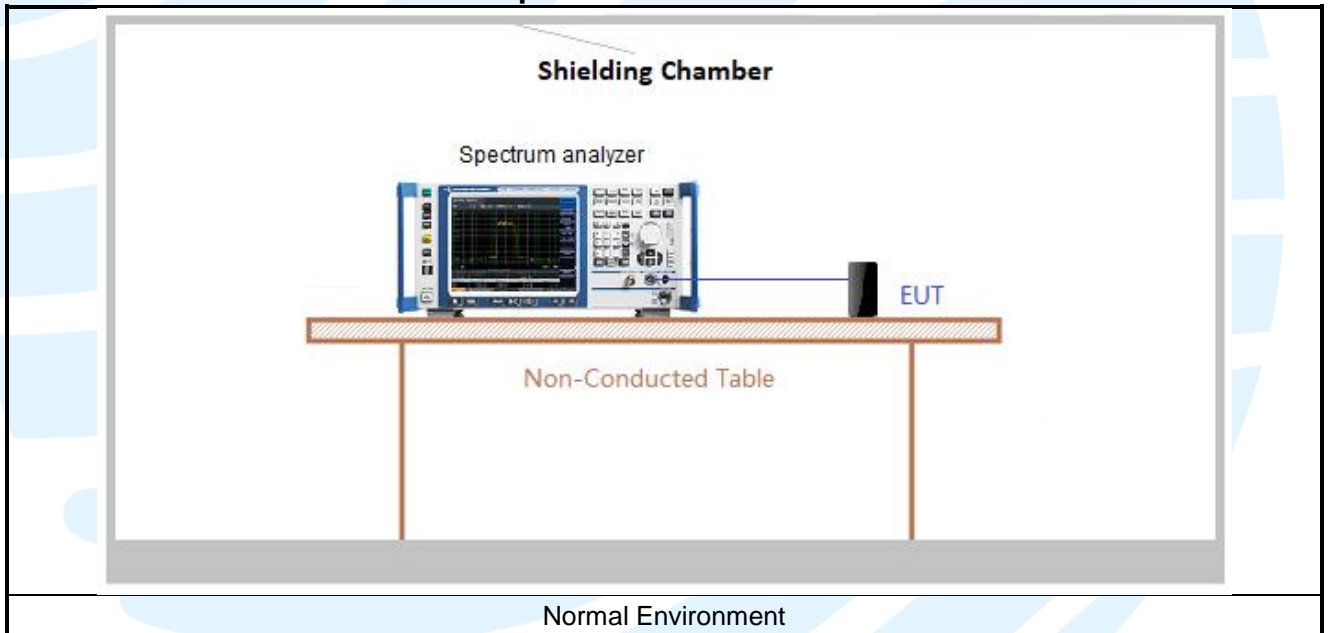 Shielding Chamber
Spectrum analyzer
EUT
Non-Conducted Table
Normal Environment